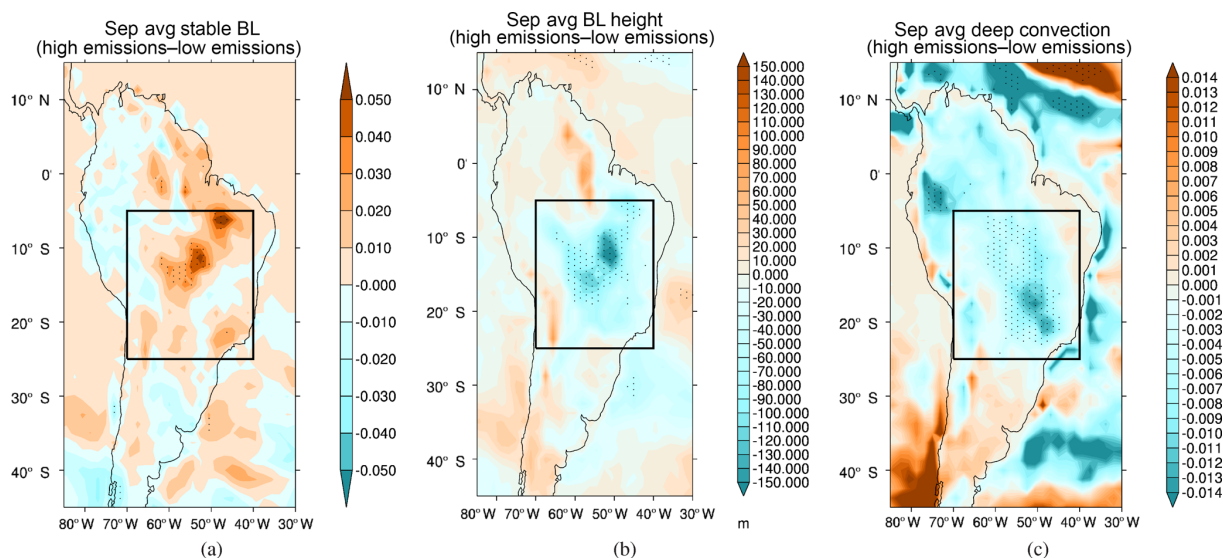 Sep avg stable BL
(high emissions–low emissions)
10° N
0°
10° S
20° S
30° S
40° S
80° W 70° W 60° W 50° W 40° W 30° W
0.050
0.040
0.030
0.020
0.010
-0.000
-0.010
-0.020
-0.030
-0.040
-0.050
(a)
Sep avg BL height
(high emissions–low emissions)
10° N
0°
10° S
20° S
30° S
40° S
80° W 70° W 60° W 50° W 40° W 30° W
150.000
140.000
130.000
120.000
110.000
100.000
90.000
80.000
70.000
60.000
50.000
40.000
30.000
20.000
10.000
0.000
-10.000
-20.000
-30.000
-40.000
-50.000
-60.000
-70.000
-80.000
-90.000
-100.000
-110.000
-120.000
-130.000
-140.000
-150.000
m
(b)
Sep avg deep convection
(high emissions–low emissions)
10° N
0°
10° S
20° S
30° S
40° S
80° W 70° W 60° W 50° W 40° W 30° W
0.014
0.013
0.012
0.011
0.010
0.009
0.008
0.007
0.006
0.005
0.004
0.003
0.002
0.001
-0.001
-0.002
-0.003
-0.004
-0.005
-0.006
-0.007
-0.008
-0.009
-0.010
-0.011
-0.012
-0.013
-0.014
(c)